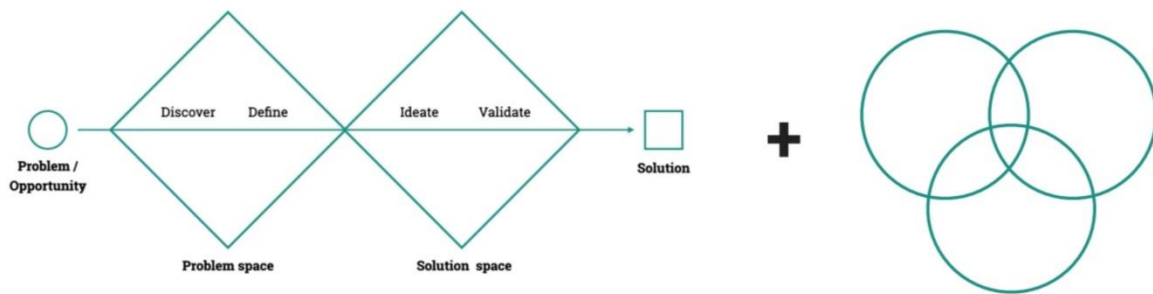 Discover Define Ideate Validate
Problem /
Opportunity
Solution
Problem space Solution space